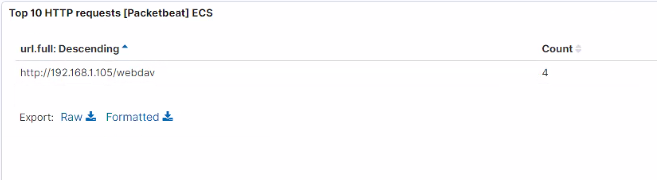 Top 10 HTTP requests [Packetbeat] ECS
url.full: Descending Count
http://192.168.1.105/webdav 4
Export: Raw Formatted